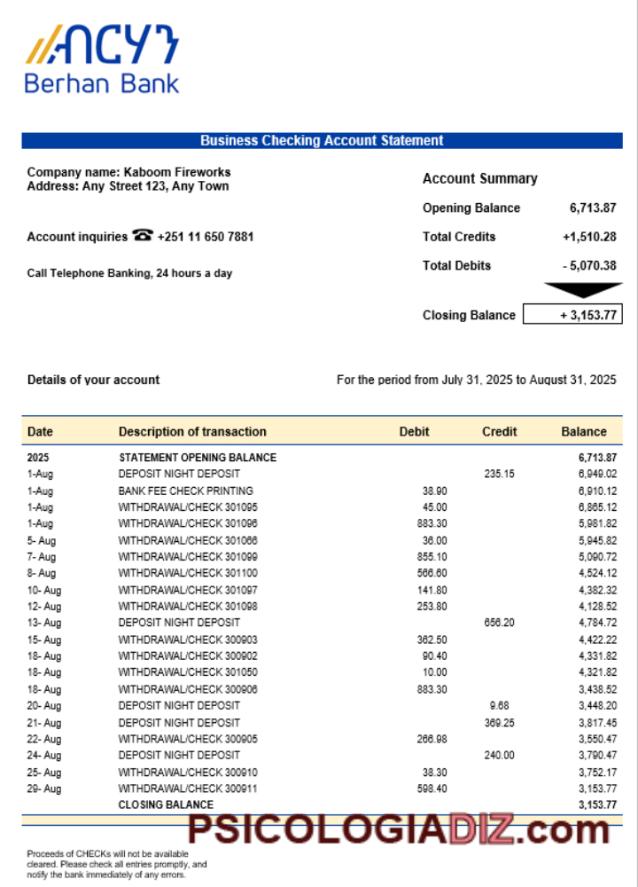 Berhan Bank
Business Checking Account Statement
Company name: Kaboom Fireworks
Address: Any Street 123, Any Town
Account inquiries ☎ +251 11 650 7881
Call Telephone Banking, 24 hours a day
Account Summary
Opening Balance 6,713.87
Total Credits +1,510.28
Total Debits - 5,070.38
Closing Balance + 3,153.77
Details of your account For the period from July 31, 2025 to August 31, 2025
Date Description of transaction Debit Credit Balance
2025 STATEMENT OPENING BALANCE 6,713.87
1-Aug DEPOSIT NIGHT DEPOSIT 235.15 6,949.02
1-Aug BANK FEE CHECK PRINTING 38.90 6,910.12
1-Aug WITHDRAWAL/CHECK 301095 45.00 6,865.12
1-Aug WITHDRAWAL/CHECK 301096 883.30 5,981.82
5- Aug WITHDRAWAL/CHECK 301066 36.00 5,945.82
7- Aug WITHDRAWAL/CHECK 301099 855.10 5,090.72
8- Aug WITHDRAWAL/CHECK 301100 566.60 4,524.12
10- Aug WITHDRAWAL/CHECK 301097 141.80 4,382.32
12- Aug WITHDRAWAL/CHECK 301098 253.80 4,128.52
13- Aug DEPOSIT NIGHT DEPOSIT 656.20 4,784.72
15- Aug WITHDRAWAL/CHECK 300903 362.50 4,422.22
18- Aug WITHDRAWAL/CHECK 300902 90.40 4,331.82
18- Aug WITHDRAWAL/CHECK 301050 10.00 4,321.82
18- Aug WITHDRAWAL/CHECK 300906 883.30 3,438.52
20- Aug DEPOSIT NIGHT DEPOSIT 9.68 3,448.20
21- Aug DEPOSIT NIGHT DEPOSIT 369.25 3,817.45
22- Aug WITHDRAWAL/CHECK 300905 266.98 3,550.47
24- Aug DEPOSIT NIGHT DEPOSIT 240.00 3,790.47
25- Aug WITHDRAWAL/CHECK 300910 38.30 3,752.17
29- Aug WITHDRAWAL/CHECK 300911 598.40 3,153.77
CLOSING BALANCE 3,153.77
PSICOLOGIADIZ.com
Proceeds of CHECKs will not be available
cleared. Please check all entries promptly, and
notify the bank immediately of any errors.